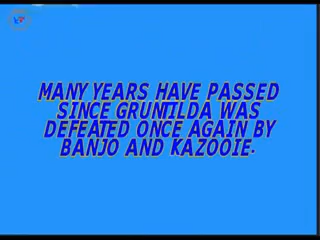 MANY YEARS HAVE PASSED
SINCE GRUNTILDA WAS
DEFEATED ONCE AGAIN BY
BANJO AND KAZOOIE.